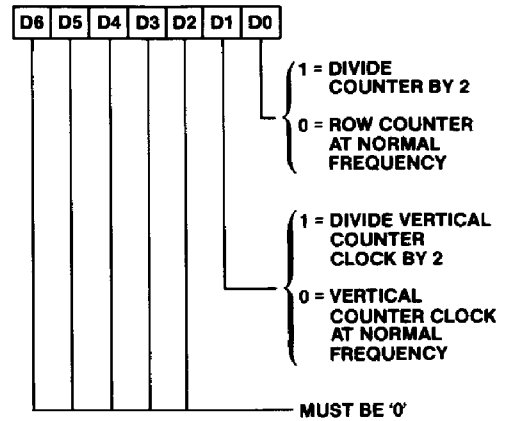 D6 D5 D4 D3 D2 D1 D0
1 = DIVIDE
COUNTER BY 2
0 = ROW COUNTER
AT NORMAL
FREQUENCY
1 = DIVIDE VERTICAL
COUNTER
CLOCK BY 2
0 = VERTICAL
COUNTER CLOCK
AT NORMAL
FREQUENCY
MUST BE '0'